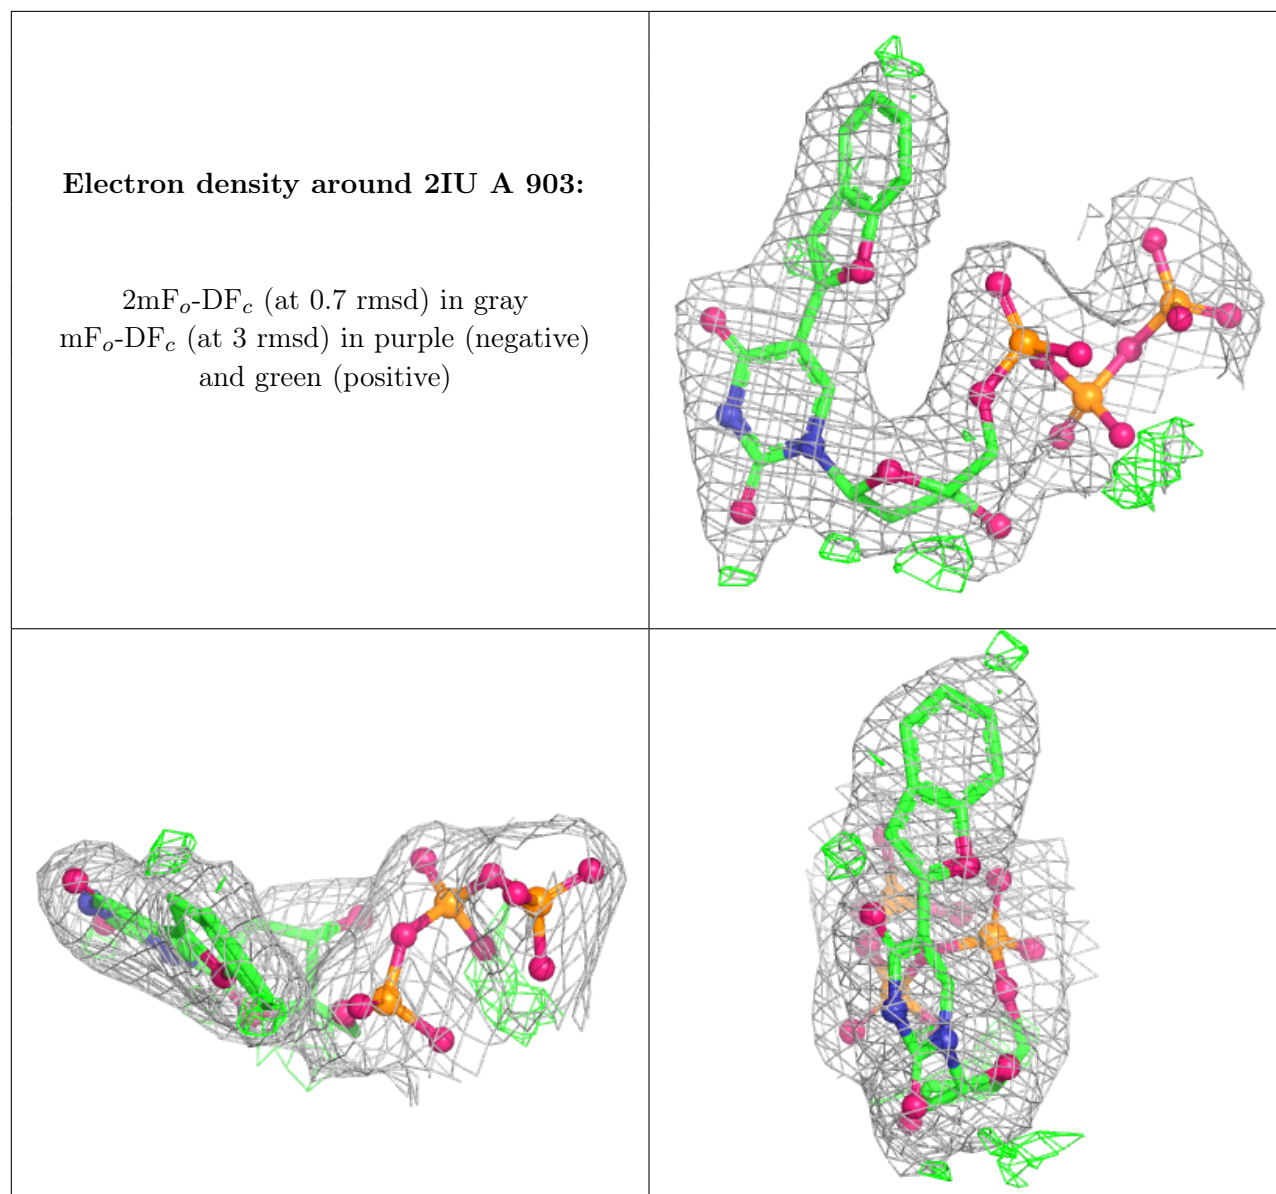 Electron density around 2IU A 903:
2mFo-DFc (at 0.7 rmsd) in gray
mFo-DFc (at 3 rmsd) in purple (negative)
and green (positive)